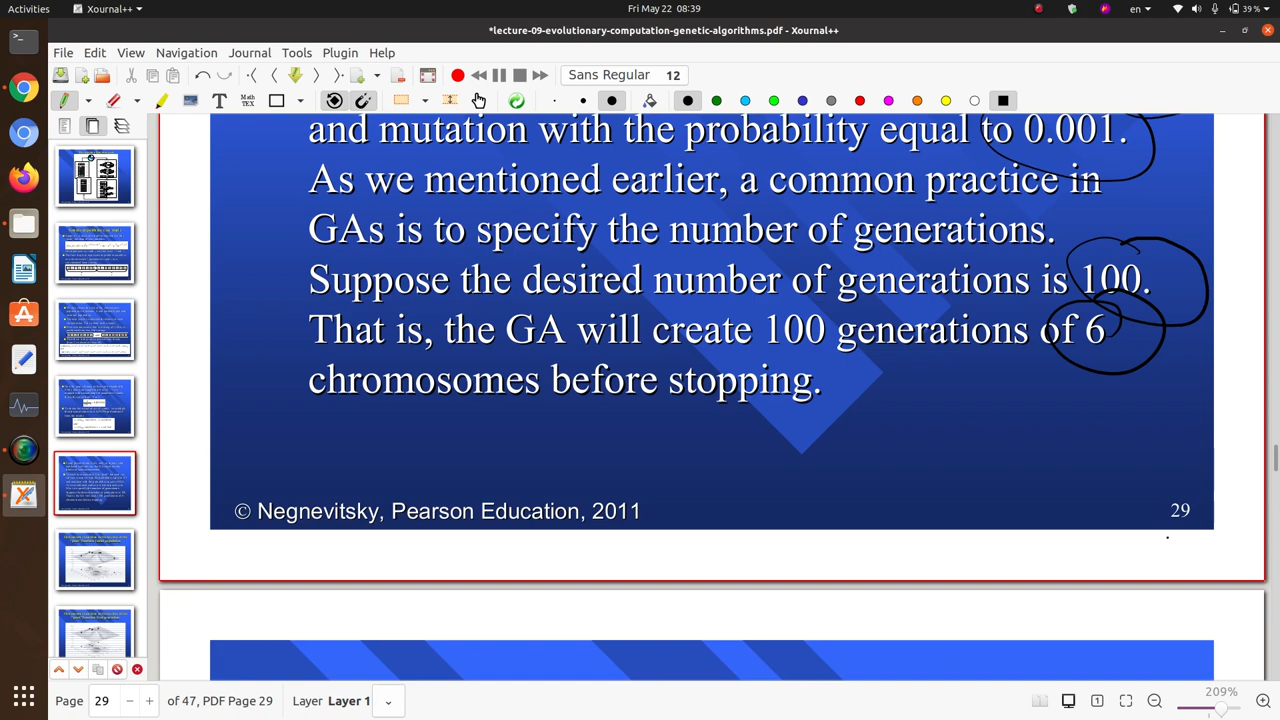 Activities
Xournal++
Fri May 22 08:39
en
39%
*lecture-09-evolutionary-computation-genetic-algorithms.pdf - Xournal++
File Edit View Navigation Journal Tools Plugin Help
Sans Regular 12
T Math TEX
and mutation with the probability equal to 0.001.
As we mentioned earlier, a common practice in
GAs is to specify the number of generations.
Suppose the desired number of generations is 100.
That is, the GA will create 100 generations of 6
chromosomes before stopping.
© Negnevitsky, Pearson Education, 2011
29
Page 29 of 47, PDF Page 29 Layer Layer 1
209%